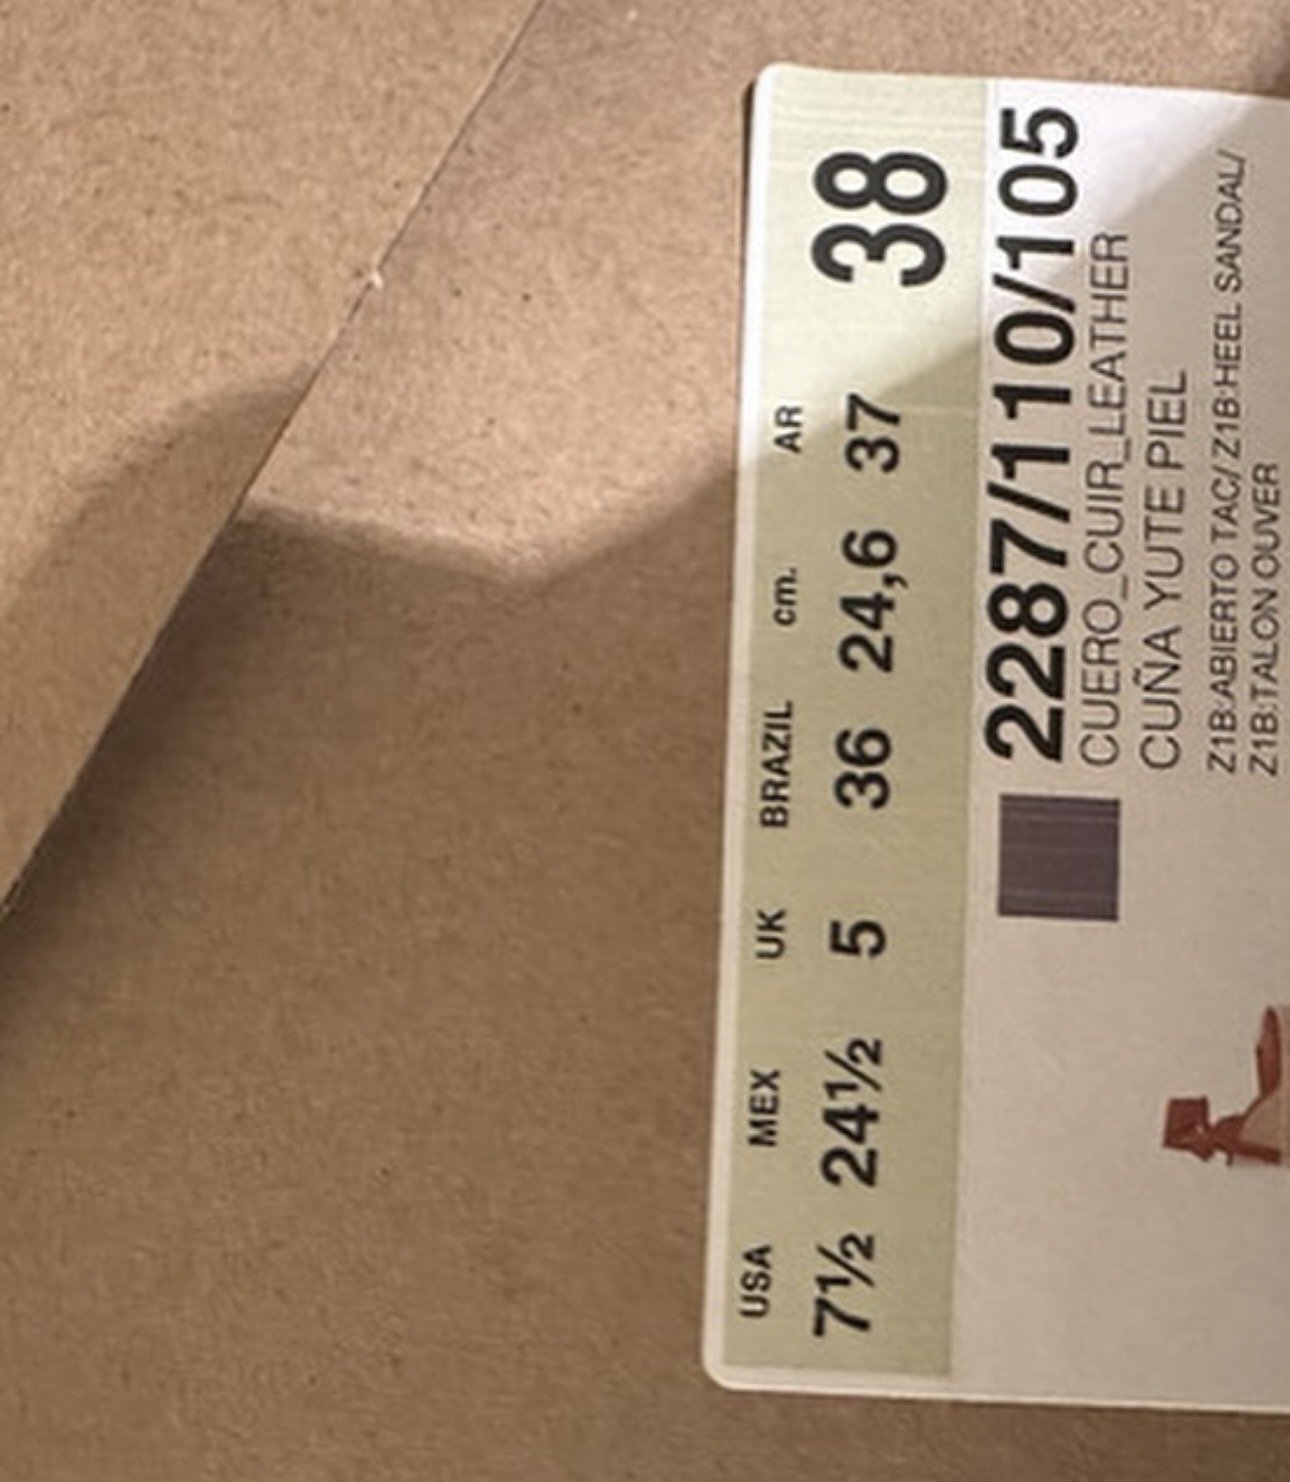 USA MEX UK BRAZIL cm. AR
7½ 24½ 5 36 24,6 37 38
2287/110/105
CUERO_CUIR_LEATHER
CUÑA YUTE PIEL
Z1B:ABIERTO TAC/ Z1B:HEEL SANDAL/
Z1B:TALON OUVER